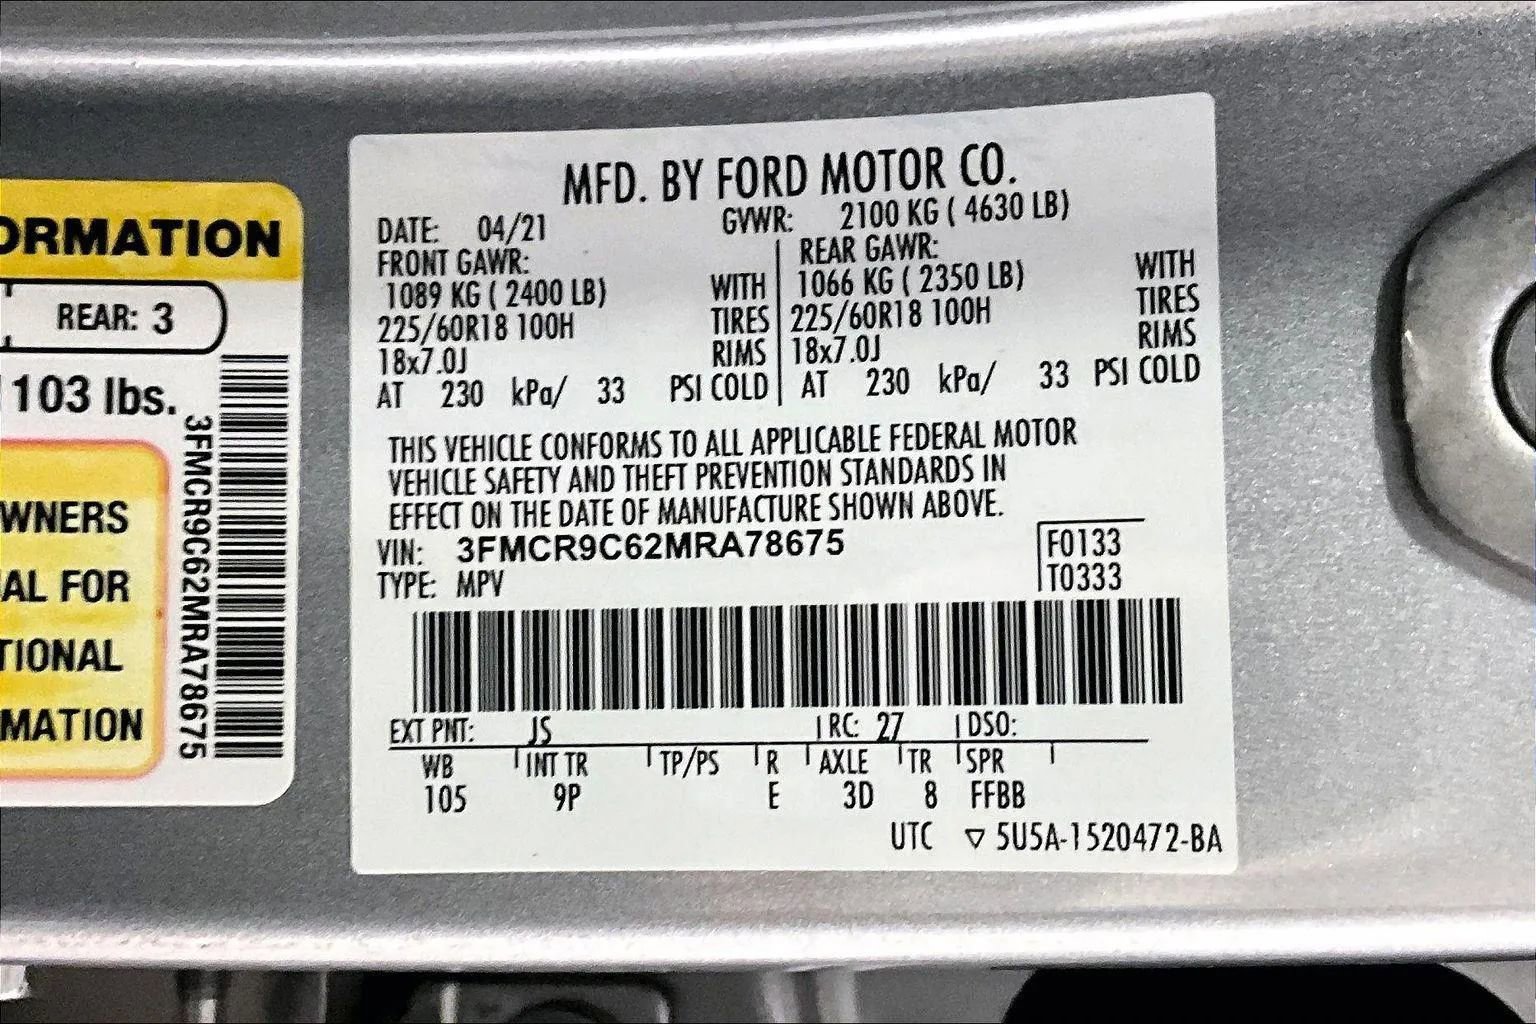 ORMATION
REAR: 3
103 lbs.
WNERS
AL FOR
TIONAL
MATION
3FMCR9C62MRA78675
MFD. BY FORD MOTOR CO.
DATE: 04/21 GVWR: 2100 KG ( 4630 LB)
FRONT GAWR: REAR GAWR:
1089 KG ( 2400 LB) WITH 1066 KG ( 2350 LB) WITH
225/60R18 100H TIRES 225/60R18 100H TIRES
18x7.0J RIMS 18x7.0J RIMS
AT 230 kPa/ 33 PSI COLD AT 230 kPa/ 33 PSI COLD
THIS VEHICLE CONFORMS TO ALL APPLICABLE FEDERAL MOTOR
VEHICLE SAFETY AND THEFT PREVENTION STANDARDS IN
EFFECT ON THE DATE OF MANUFACTURE SHOWN ABOVE.
VIN: 3FMCR9C62MRA78675 F0133
TYPE: MPV T0333
EXT PNT: JS RC: 27 DSO:
WB INT TR TP/PS R AXLE TR SPR
105 9P E 3D 8 FFBB
UTC ▽ 5U5A-1520472-BA